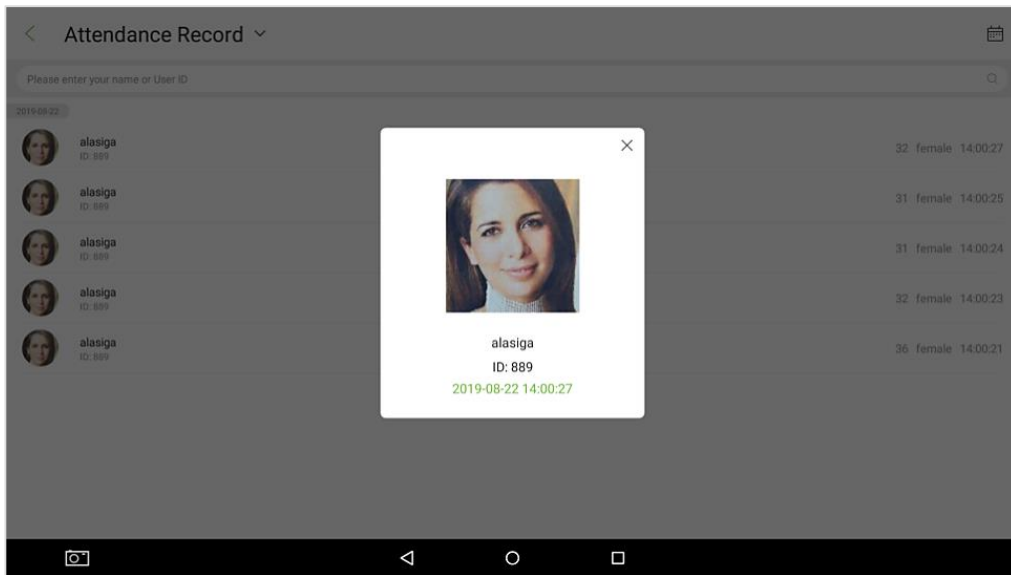 Attendance Record
Please enter your name or User ID
2019-08-22
alasiga
ID: 889
32 female 14:00:27
alasiga
ID: 889
31 female 14:00:25
alasiga
ID: 889
31 female 14:00:24
alasiga
ID: 889
32 female 14:00:23
alasiga
ID: 889
36 female 14:00:21
alasiga
ID: 889
2019-08-22 14:00:27